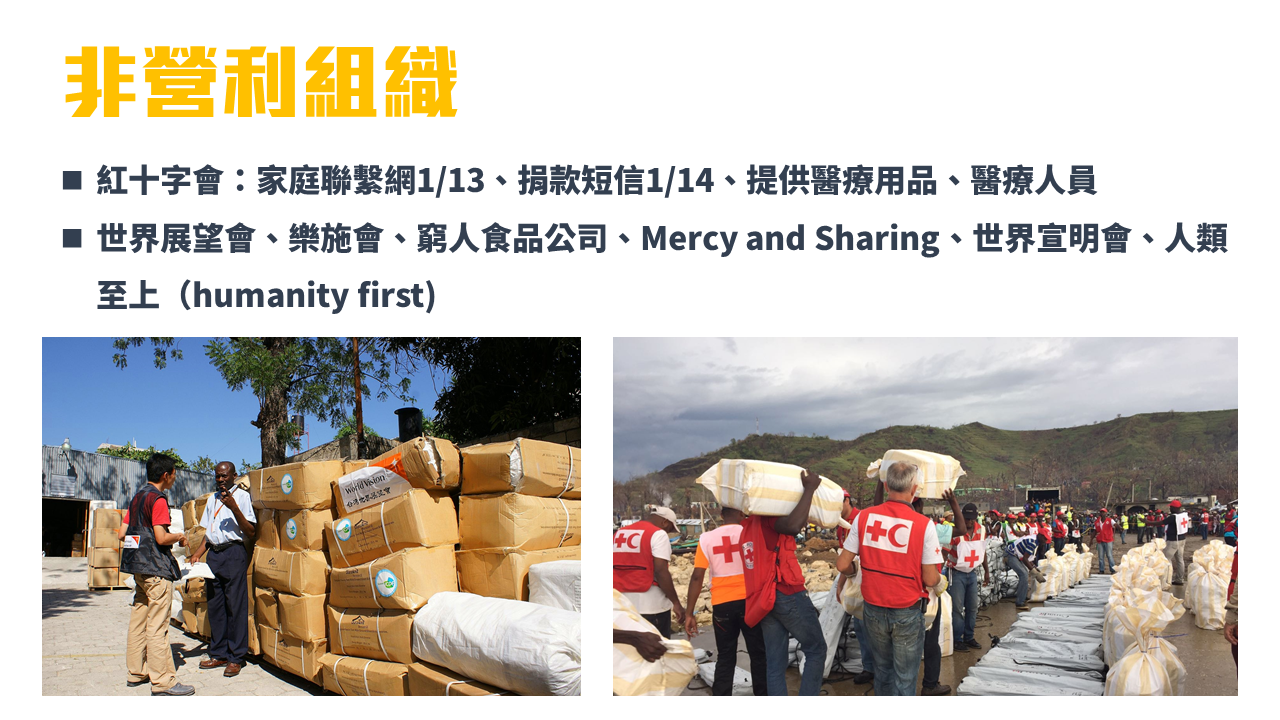 非營利組織
■ 紅十字會：家庭聯繫網1/13、捐款短信1/14、提供醫療用品、醫療人員
■ 世界展望會、樂施會、窮人食品公司、Mercy and Sharing、世界宣明會、人類
至上（humanity first)
World Vision
台灣世界展望會